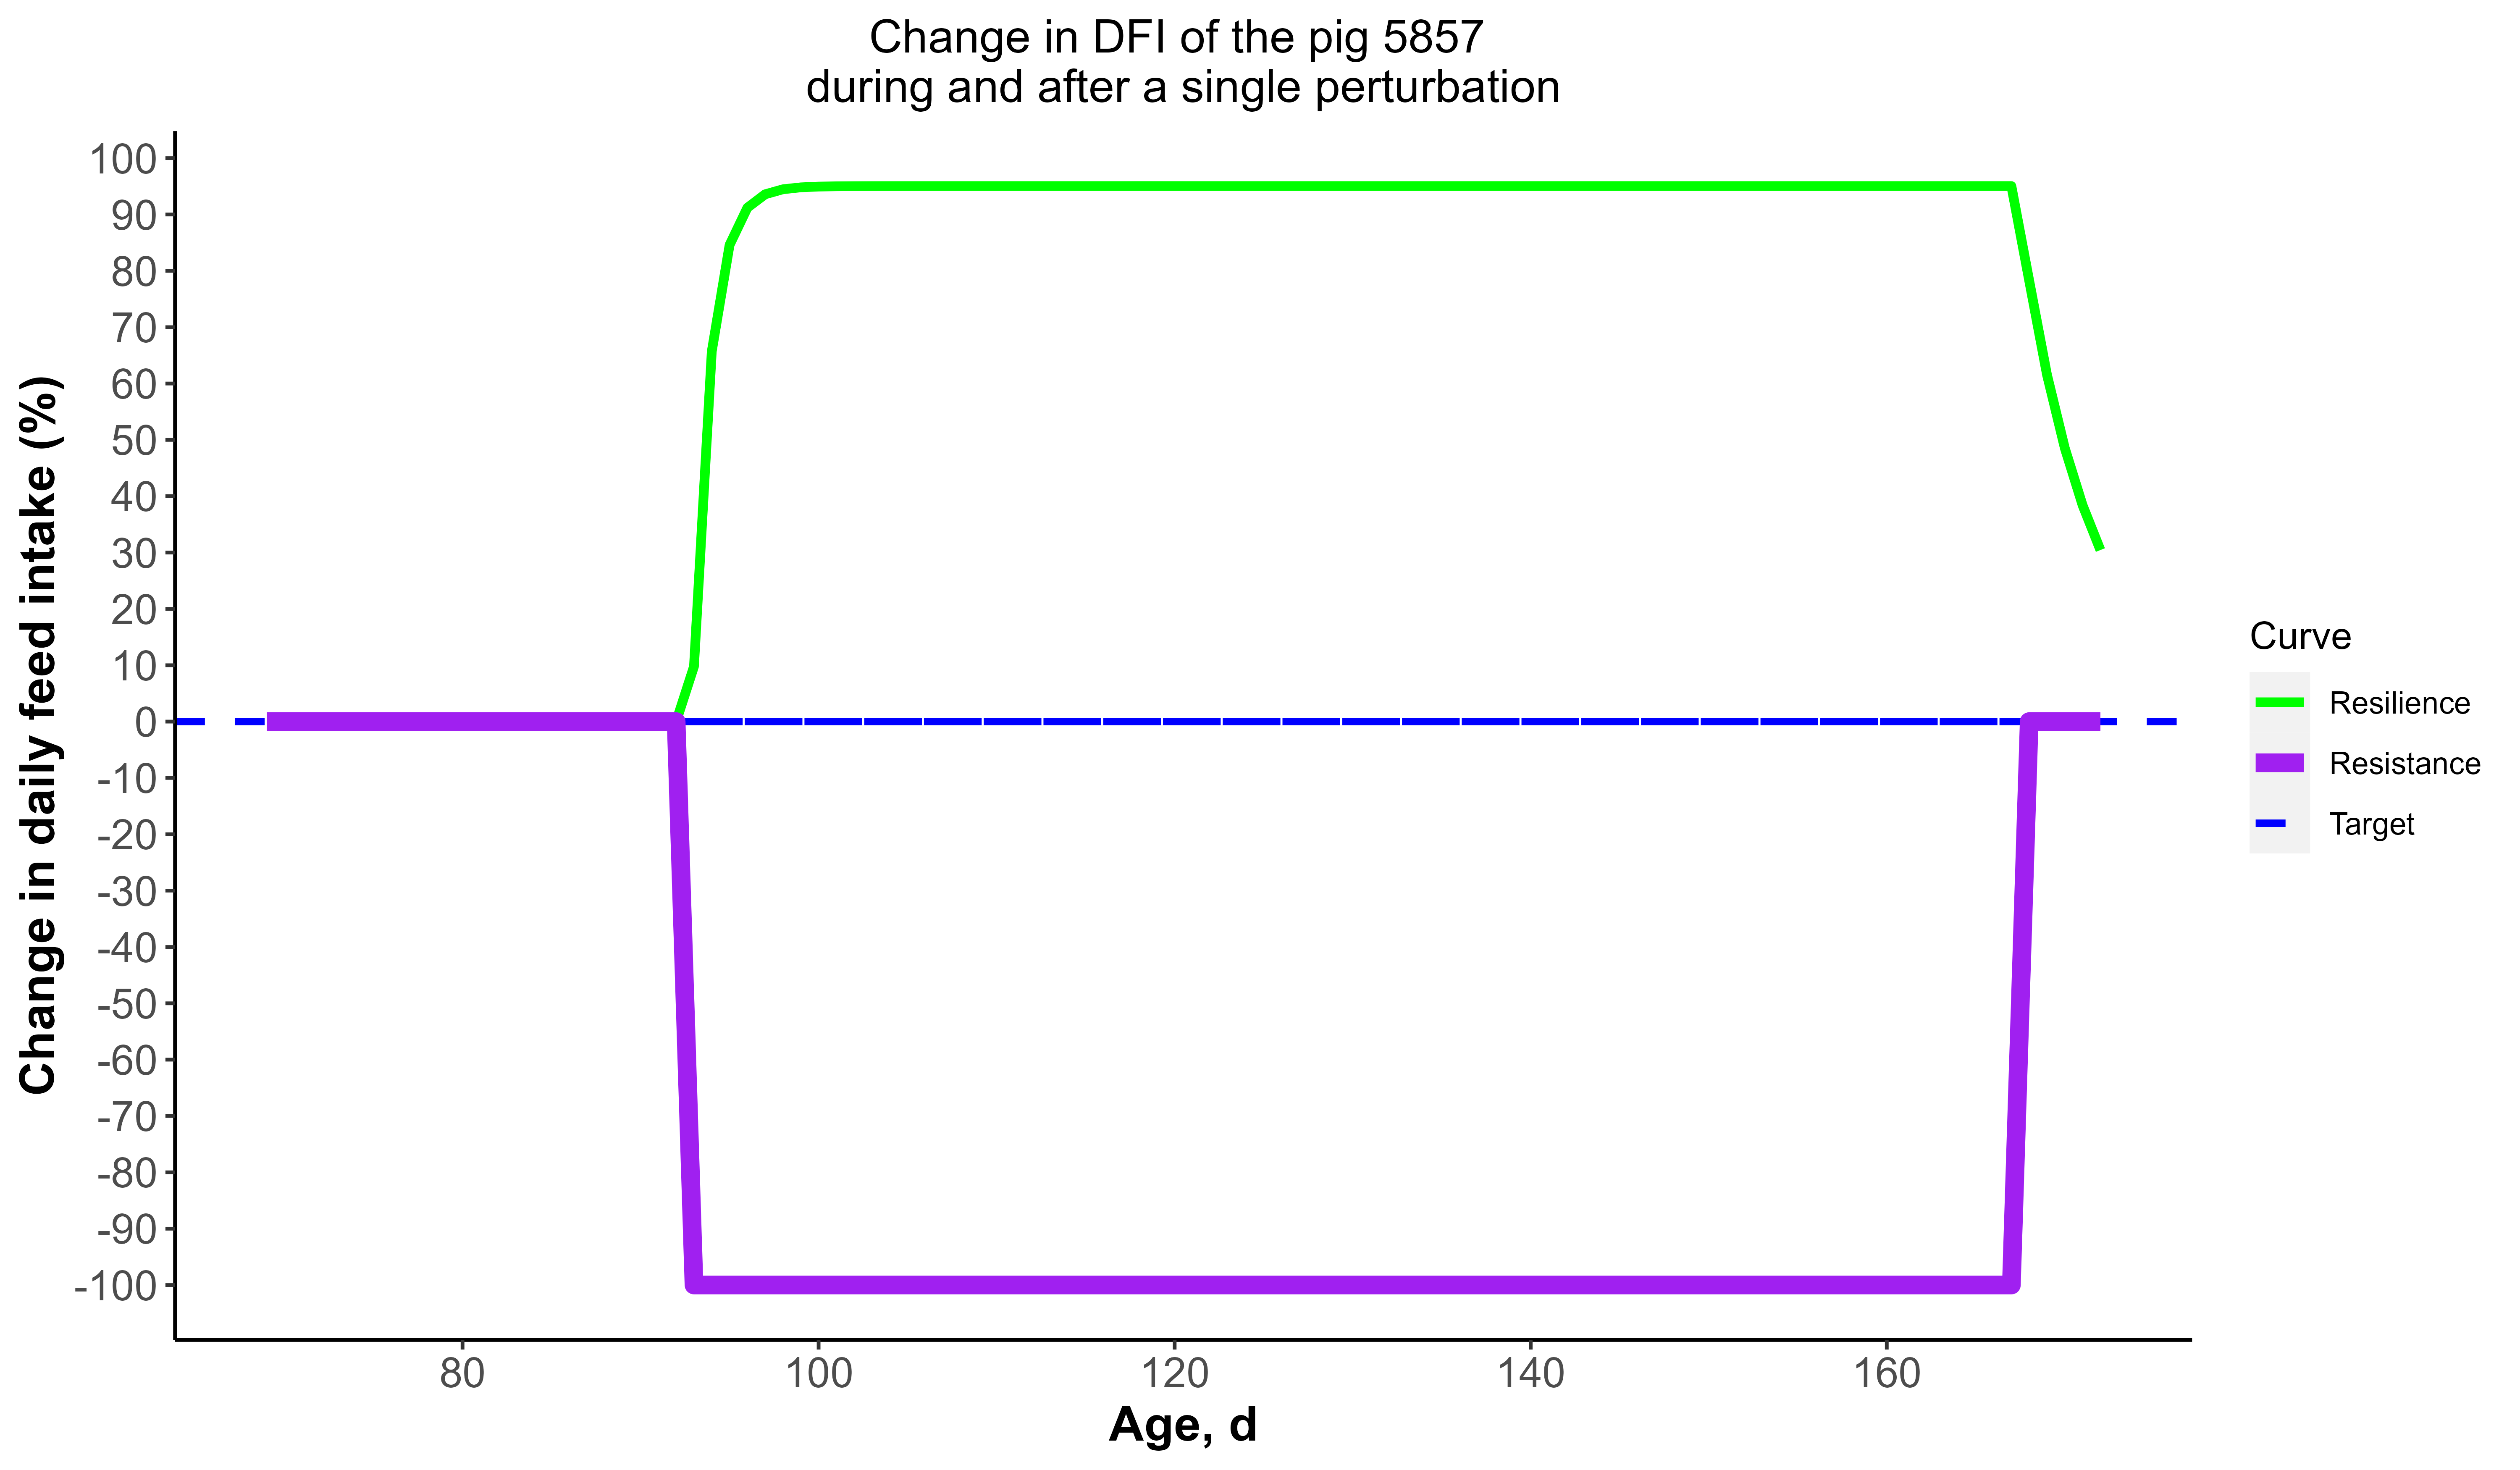 Change in DFI of the pig 5857
during and after a single perturbation
Change in daily feed intake (%)
100
90
80
70
60
50
40
30
20
10
0
-10
-20
-30
-40
-50
-60
-70
-80
-90
-100
80 100 120 140 160
Age, d
Curve
Resilience
Resistance
Target